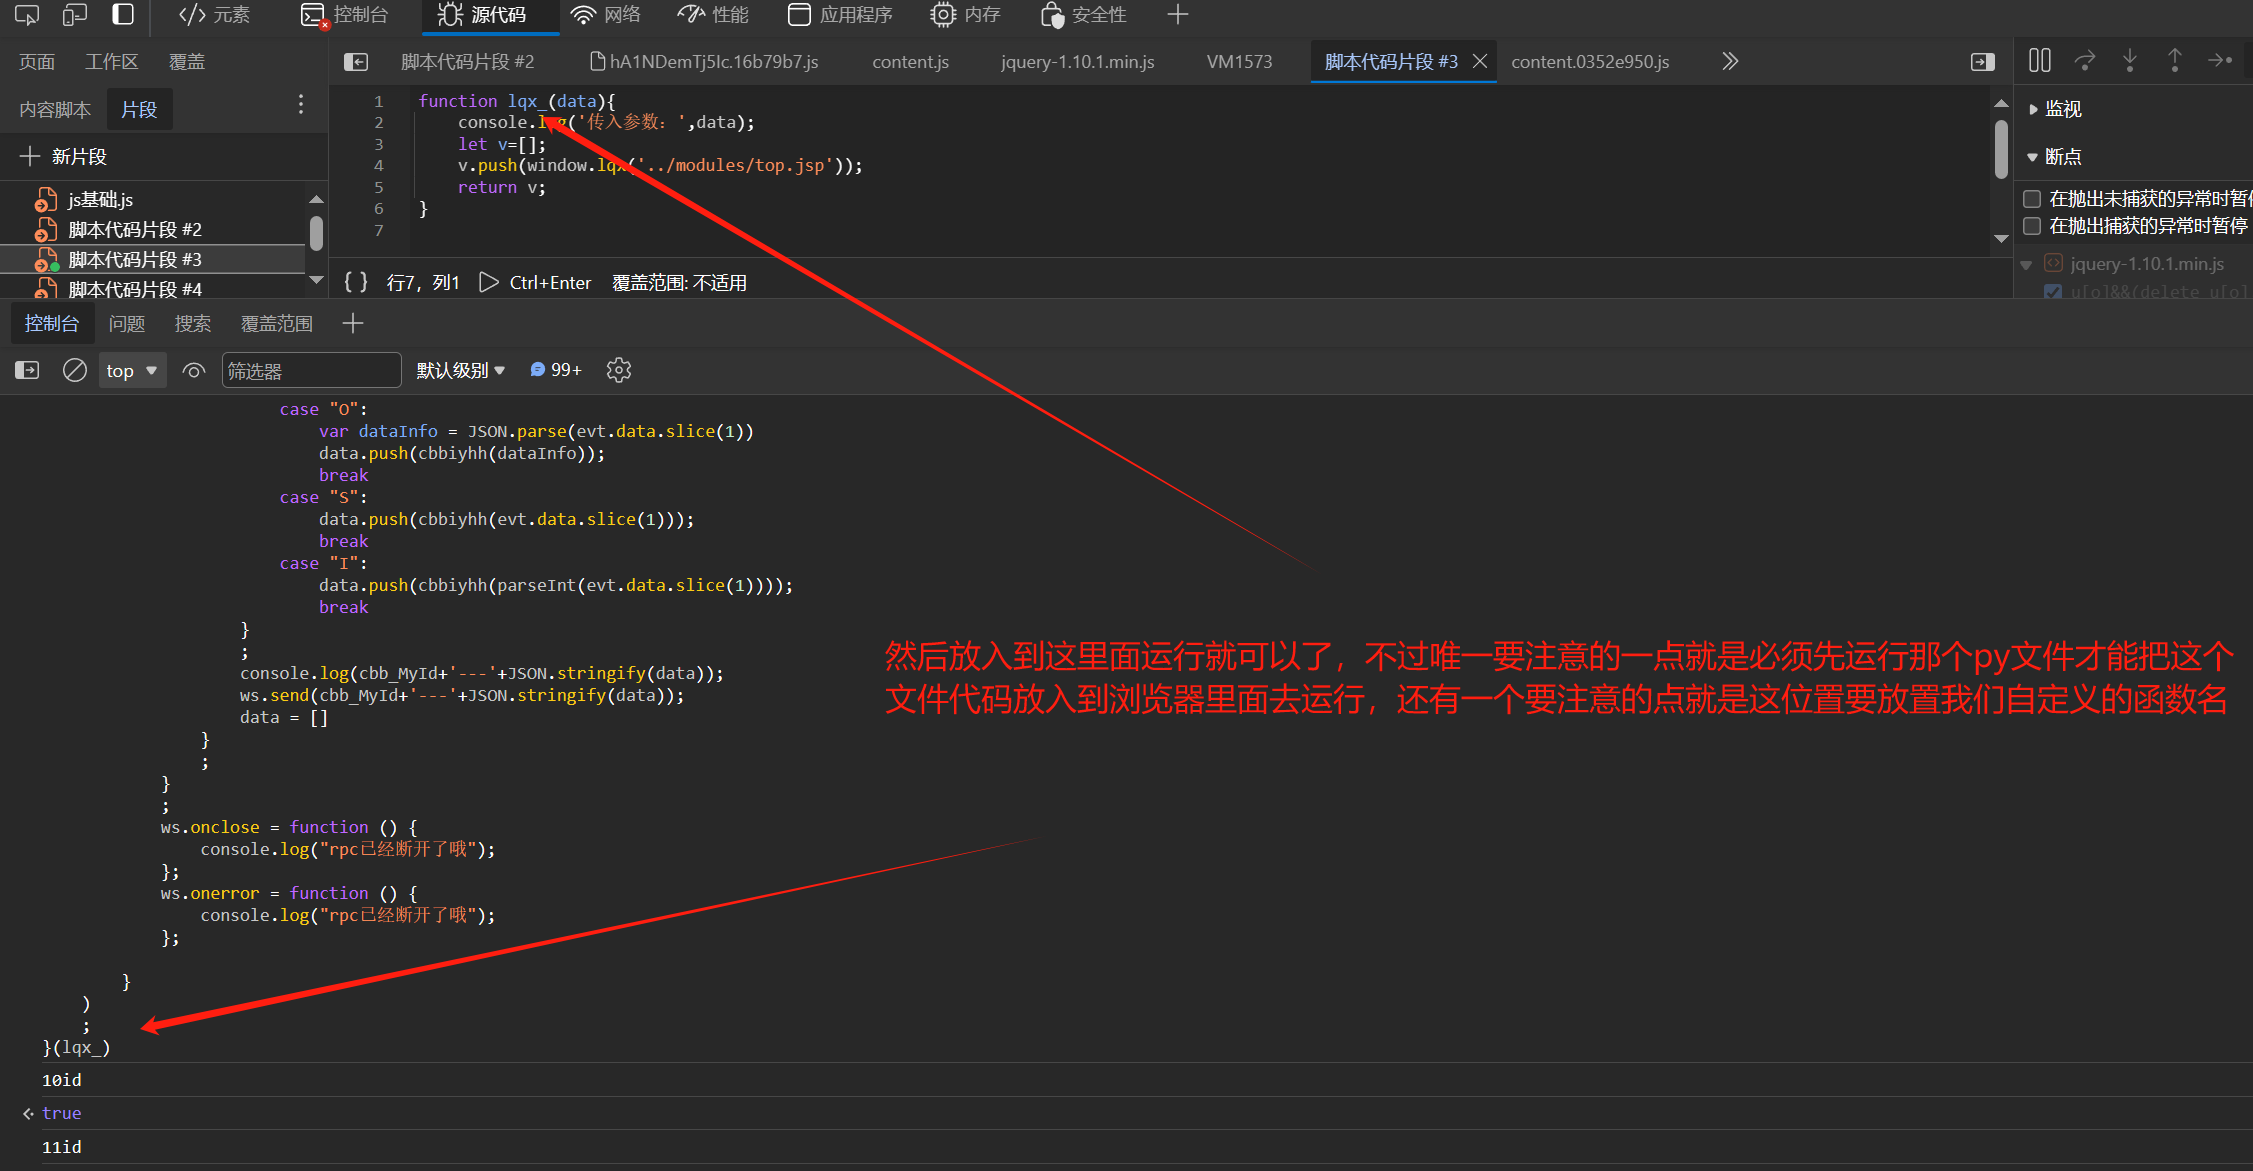 元素 控制台 源代码 网络 性能 应用程序 内存 安全性
页面 工作区 覆盖
脚本代码片段 #2 hA1NDemTj5Ic.16b79b7.js content.js jquery-1.10.1.min.js VM1573 脚本代码片段 #3 content.0352e950.js
内容脚本 片段
新片段
js基础.js
脚本代码片段 #2
脚本代码片段 #3
脚本代码片段 #4
1 function lqx_(data){
2 console.log('传入参数：',data);
3 let v=[];
4 v.push(window.lqx('../modules/top.jsp'));
5 return v;
6 }
7
{ } 行7，列1 Ctrl+Enter 覆盖范围: 不适用
监视
断点
在抛出未捕获的异常时暂停
在抛出捕获的异常时暂停
jquery-1.10.1.min.js
u[o]&&(delete u[o]
控制台 问题 搜索 覆盖范围
top 筛选器 默认级别 99+
case "O":
var dataInfo = JSON.parse(evt.data.slice(1))
data.push(cbbiyhh(dataInfo));
break
case "S":
data.push(cbbiyhh(evt.data.slice(1)));
break
case "I":
data.push(cbbiyhh(parseInt(evt.data.slice(1))));
break
}
;
console.log(cbb_MyId+'---'+JSON.stringify(data));
ws.send(cbb_MyId+'---'+JSON.stringify(data));
data = []
}
;
}
;
ws.onclose = function () {
console.log("rpc已经断开了哦");
};
ws.onerror = function () {
console.log("rpc已经断开了哦");
};
}
)
;
}(lqx_)
10id
true
11id
然后放入到这里面运行就可以了，不过唯一要注意的一点就是必须先运行那个py文件才能把这个
文件代码放入到浏览器里面去运行，还有一个要注意的点就是这位置要放置我们自定义的函数名